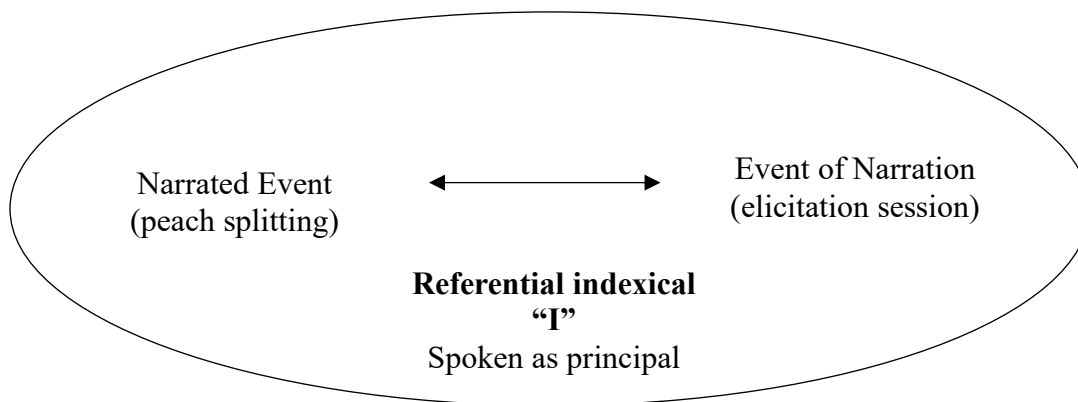 Narrated Event
(peach splitting)
Event of Narration
(elicitation session)
Referential indexical
“I”
Spoken as principal